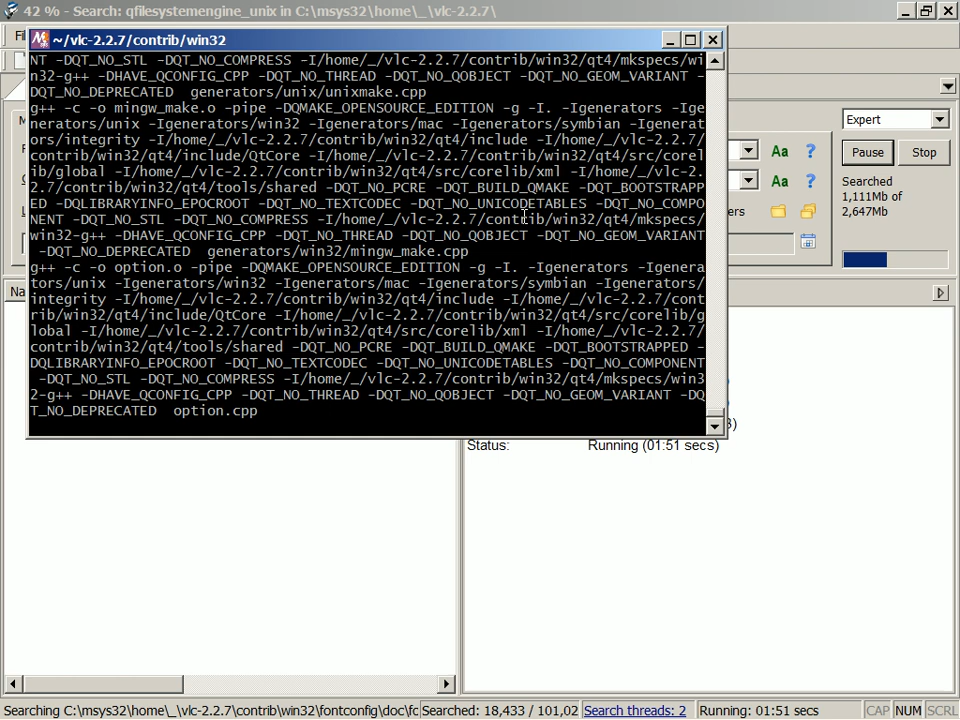 42 % - Search: qfilesystemengine_unix in C:\msys32\home\_\vlc-2.2.7\
~/vlc-2.2.7/contrib/win32
NT -DQT_NO_STL -DQT_NO_COMPRESS -I/home/_/vlc-2.2.7/contrib/win32/qt4/mkspecs/wi
n32-g++ -DHAVE_QCONFIG_CPP -DQT_NO_THREAD -DQT_NO_QOBJECT -DQT_NO_GEOM_VARIANT -
DQT_NO_DEPRECATED  generators/unix/unixmake.cpp
g++ -c -o mingw_make.o -pipe -DQMAKE_OPENSOURCE_EDITION -g -I. -Igenerators -Ige
nerators/unix -Igenerators/win32 -Igenerators/mac -Igenerators/symbian -Igenerat
ors/integrity -I/home/_/vlc-2.2.7/contrib/win32/qt4/include -I/home/_/vlc-2.2.7/
contrib/win32/qt4/include/QtCore -I/home/_/vlc-2.2.7/contrib/win32/qt4/src/corel
ib/global -I/home/_/vlc-2.2.7/contrib/win32/qt4/src/corelib/xml -I/home/_/vlc-2.
2.7/contrib/win32/qt4/tools/shared -DQT_NO_PCRE -DQT_BUILD_QMAKE -DQT_BOOTSTRAPP
ED -DQLIBRARYINFO_EPOCROOT -DQT_NO_TEXTCODEC -DQT_NO_UNICODETABLES -DQT_NO_COMPO
NENT -DQT_NO_STL -DQT_NO_COMPRESS -I/home/_/vlc-2.2.7/contrib/win32/qt4/mkspecs/
win32-g++ -DHAVE_QCONFIG_CPP -DQT_NO_THREAD -DQT_NO_QOBJECT -DQT_NO_GEOM_VARIANT
 -DQT_NO_DEPRECATED  generators/win32/mingw_make.cpp
g++ -c -o option.o -pipe -DQMAKE_OPENSOURCE_EDITION -g -I. -Igenerators -Igenera
tors/unix -Igenerators/win32 -Igenerators/mac -Igenerators/symbian -Igenerators/
integrity -I/home/_/vlc-2.2.7/contrib/win32/qt4/include -I/home/_/vlc-2.2.7/cont
rib/win32/qt4/include/QtCore -I/home/_/vlc-2.2.7/contrib/win32/qt4/src/corelib/g
lobal -I/home/_/vlc-2.2.7/contrib/win32/qt4/src/corelib/xml -I/home/_/vlc-2.2.7/
contrib/win32/qt4/tools/shared -DQT_NO_PCRE -DQT_BUILD_QMAKE -DQT_BOOTSTRAPPED -
DQLIBRARYINFO_EPOCROOT -DQT_NO_TEXTCODEC -DQT_NO_UNICODETABLES -DQT_NO_COMPONENT
 -DQT_NO_STL -DQT_NO_COMPRESS -I/home/_/vlc-2.2.7/contrib/win32/qt4/mkspecs/win3
2-g++ -DHAVE_QCONFIG_CPP -DQT_NO_THREAD -DQT_NO_QOBJECT -DQT_NO_GEOM_VARIANT -DQ
T_NO_DEPRECATED  option.cpp
Expert
Aa ? Pause Stop
Aa ?
Searched
1,111Mb of
2,647Mb
ers
Na
3)
Status: Running (01:51 secs)
Searching C:\msys32\home\_\vlc-2.2.7\contrib\win32\fontconfig\doc\fc Searched: 18,433 / 101,02 Search threads: 2 Running: 01:51 secs CAP NUM SCRL